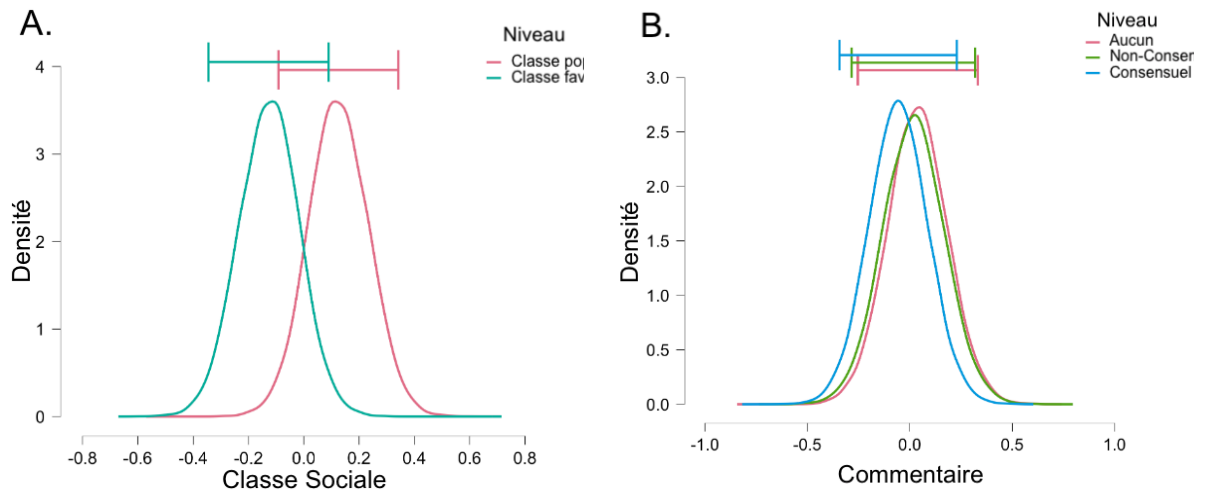 A.
Niveau
Classe
Classe
4
3
2
1
0
Densité
-0.8 -0.6 -0.4 -0.2 0.0 0.2 0.4 0.6 0.8
Classe Sociale
B.
Niveau
Aucun
Non-Conser
Consensuel
3.0
2.5
2.0
1.5
1.0
0.5
0.0
Densité
-1.0 -0.5 0.0 0.5 1.0
Commentaire